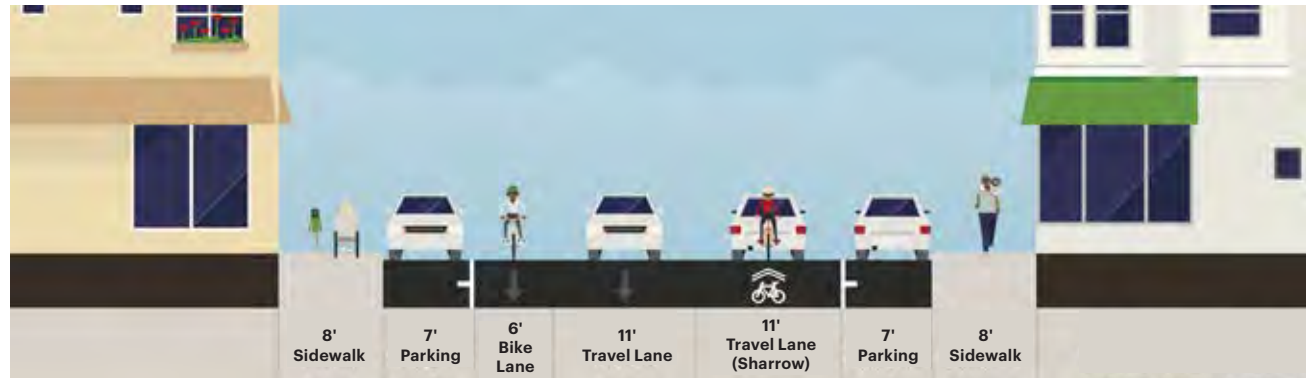 8'
Sidewalk
7'
Parking
6'
Bike
Lane
11'
Travel Lane
11'
Travel Lane
(Sharrow)
7'
Parking
8'
Sidewalk